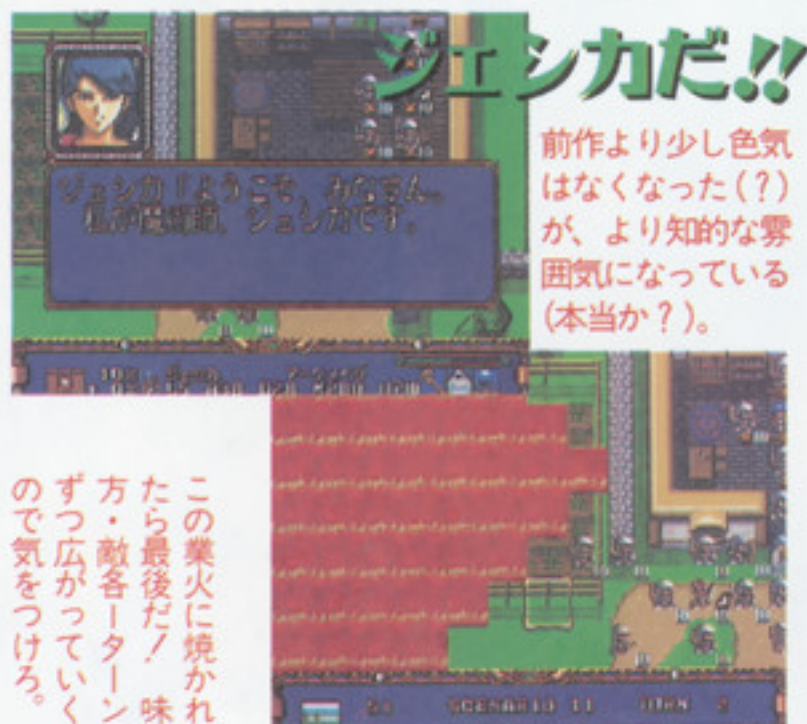 ジェシカだ!!
前作より少し色気
はなくなった(?)
が、より知的な雰
囲気になっている
(本当か?)。
ジェシカ「ようこそ、みなさん。
私が魔術師、ジェシカです。
この業火に焼かれ
たら最後だ! 味
方・敵各1ターン
ずつ広がっていく
ので気をつけろ。
SCENARIO 11
TURN 2